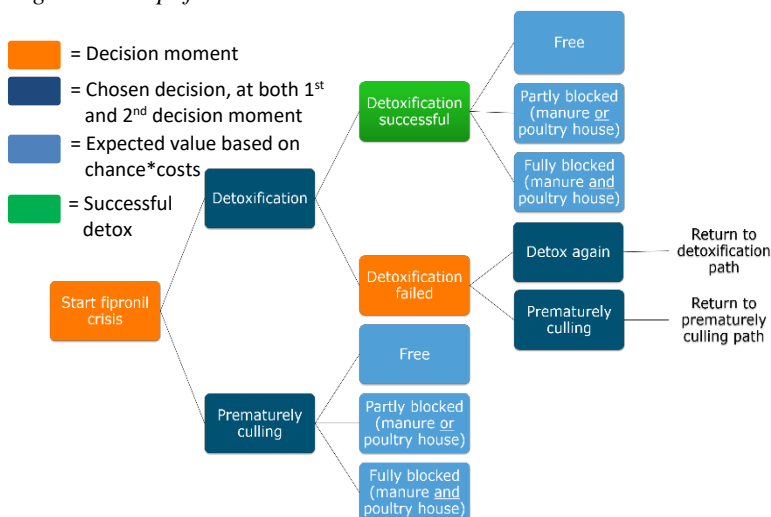 = Decision moment
= Chosen decision, at both 1st
and 2nd decision moment
= Expected value based on
chance*costs
= Successful
detox
Start fipronil
crisis
Detoxification
Prematurely
culling
Detoxification
successful
Detoxification
failed
Free
Partly blocked
(manure or
poultry house)
Fully blocked
(manure and
poultry house)
Free
Partly blocked
(manure or
poultry house)
Fully blocked
(manure and
poultry house)
Detox again
Prematurely
culling
Return to
detoxification
path
Return to
prematurely
culling path